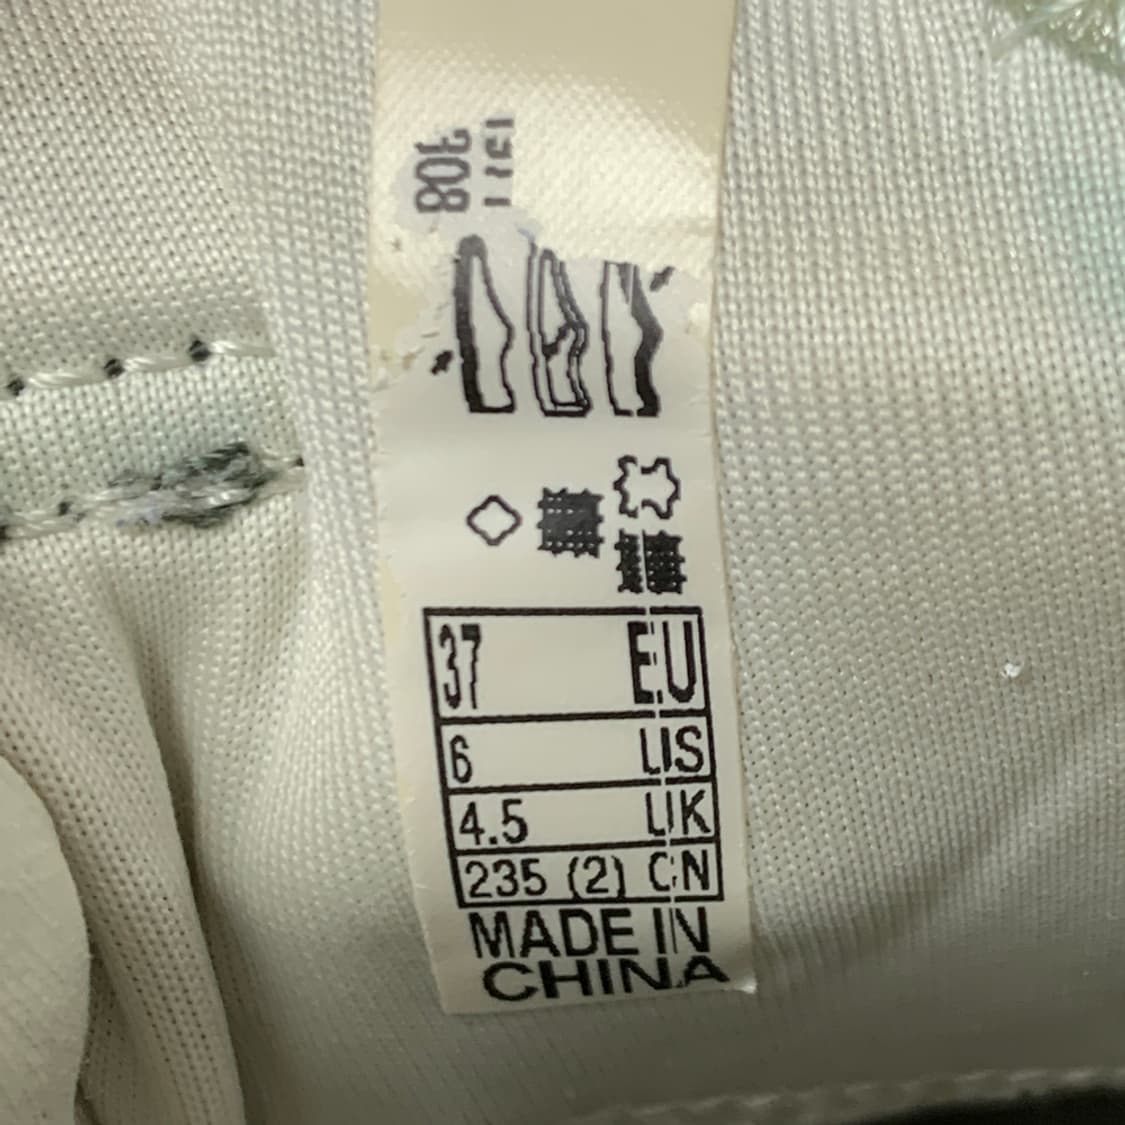 37 EU
6 US
4.5 UK
235 (2) CN
MADE IN
CHINA